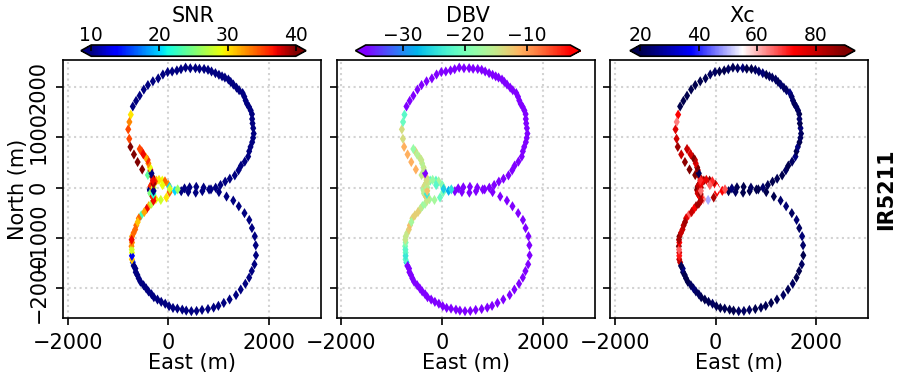 SNR DBV Xc
10 20 30 40 −30 −20 −10 20 40 60 80
2000
1000
0
−1000
−2000
North (m)
−2000 0 2000 −2000 0 2000 −2000 0 2000
East (m) East (m) East (m)
IR5211